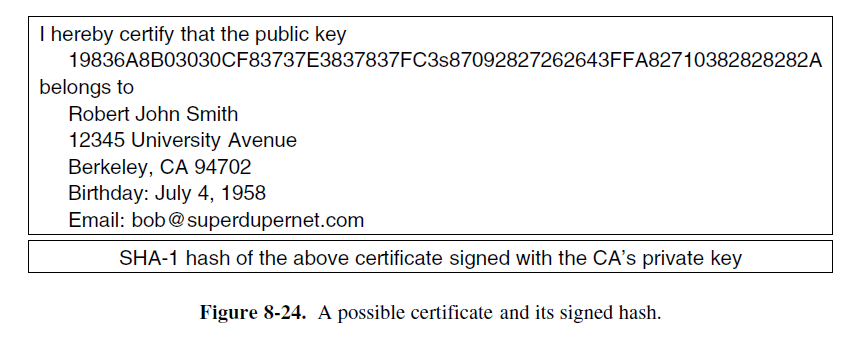 I hereby certify that the public key
19836A8B03030CF83737E3837837FC3s87092827262643FFA82710382828282A
belongs to
Robert John Smith
12345 University Avenue
Berkeley, CA 94702
Birthday: July 4, 1958
Email: bob@superdupernet.com
SHA-1 hash of the above certificate signed with the CA's private key
Figure 8-24. A possible certificate and its signed hash.